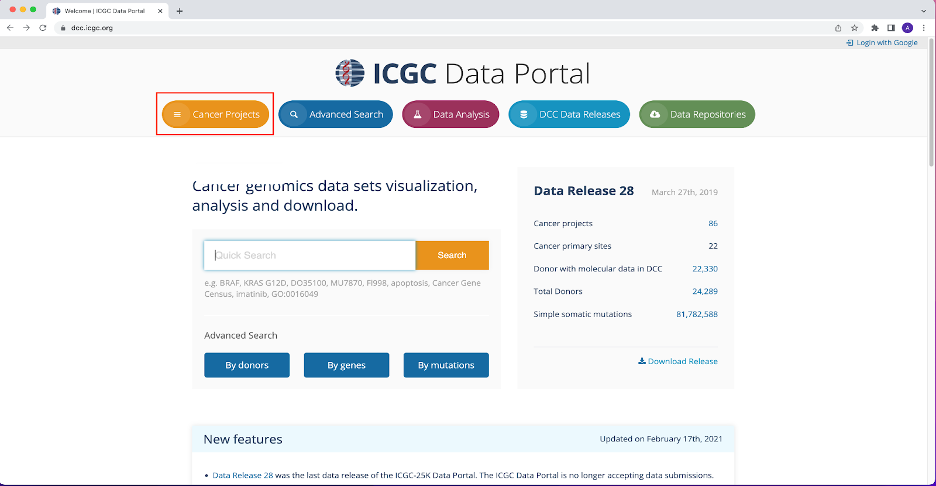 Welcome | ICGC Data Portal
dcc.icgc.org
A
Login with Google
ICGC Data Portal
Cancer Projects
Advanced Search
Data Analysis
DCC Data Releases
Data Repositories
Cancer genomics data sets visualization,
analysis and download.
Quick Search
Search
e.g. BRAF, KRAS G12D, DO35100, MU7870, FI998, apoptosis, Cancer Gene
Census, imatinib, GO:0016049
Advanced Search
By donors
By genes
By mutations
Data Release 28 March 27th, 2019
Cancer projects 86
Cancer primary sites 22
Donor with molecular data in DCC 22,330
Total Donors 24,289
Simple somatic mutations 81,782,588
Download Release
New features Updated on February 17th, 2021
• Data Release 28 was the last data release of the ICGC-25K Data Portal. The ICGC Data Portal is no longer accepting data submissions.